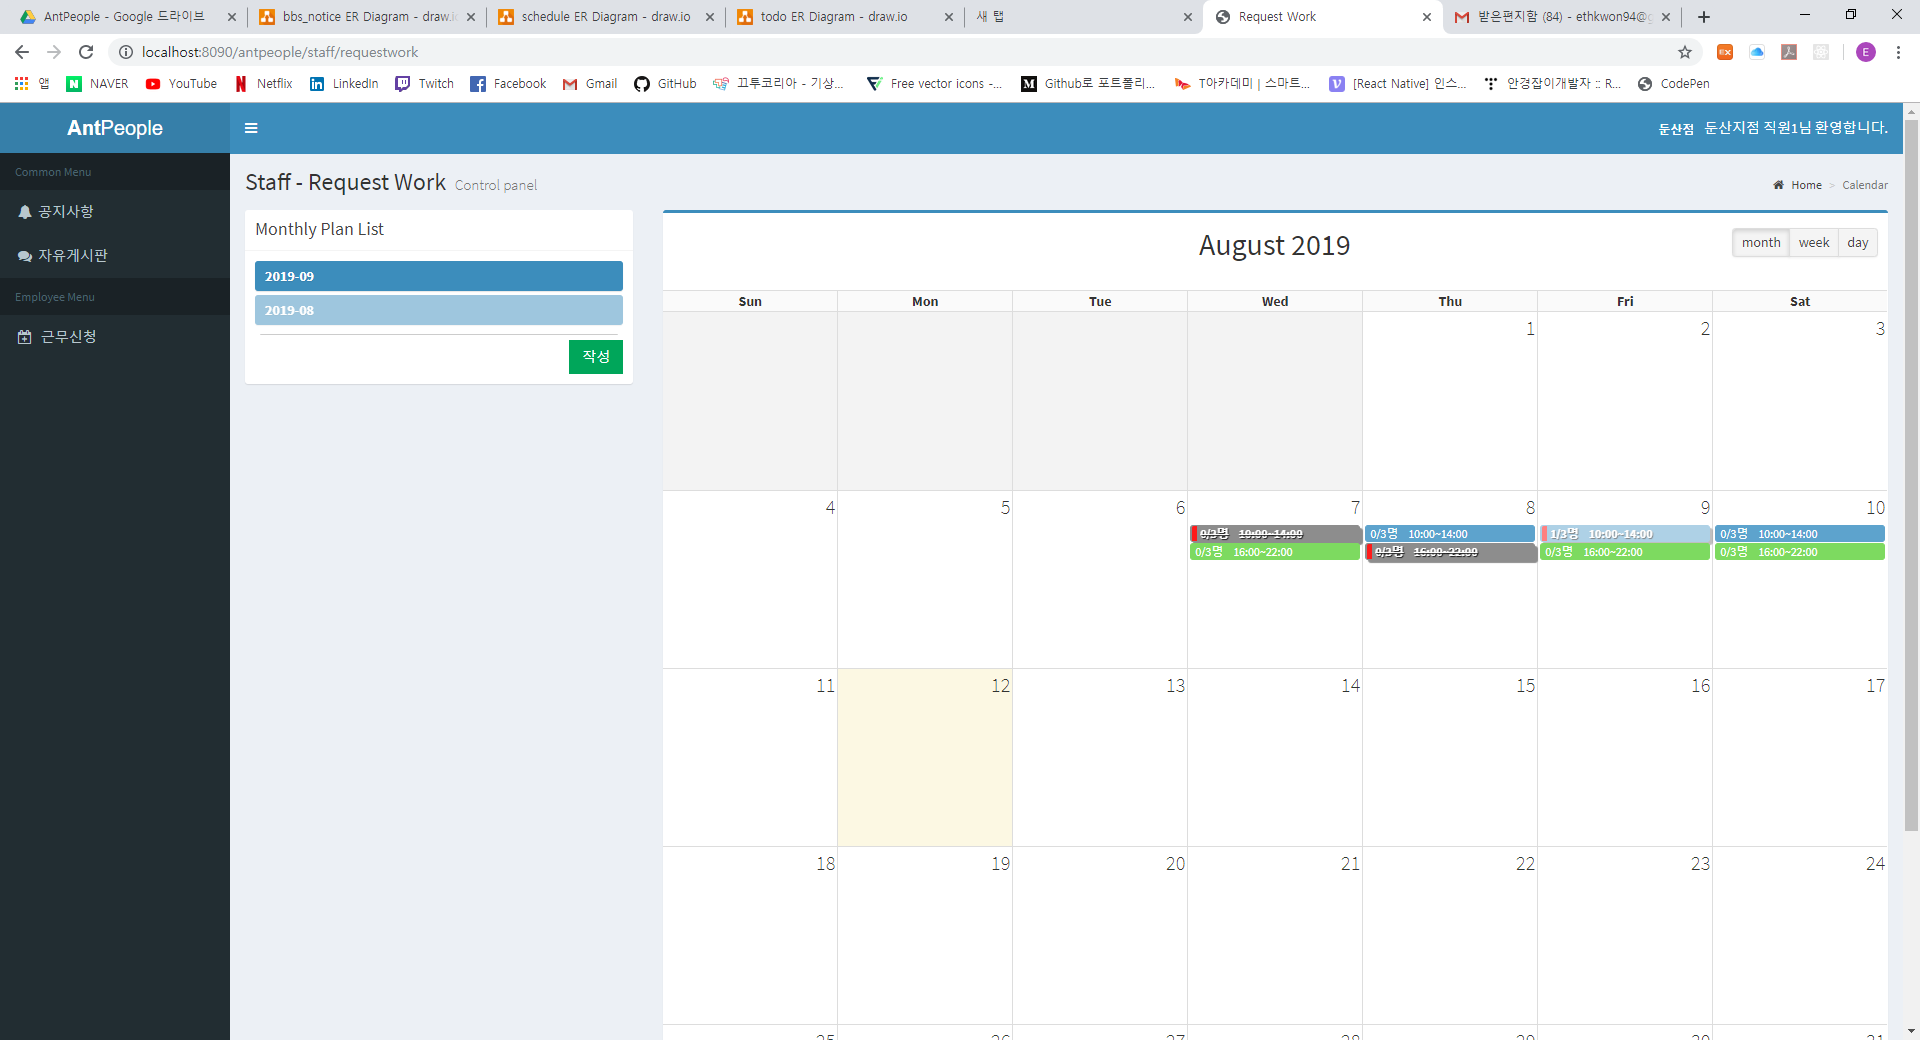 AntPeople - Google 드라이브
bbs_notice ER Diagram - draw.i
schedule ER Diagram - draw.io
todo ER Diagram - draw.io
새 탭
Request Work
받은편지함 (84) - ethkwon94@g
localhost:8090/antpeople/staff/requestwork
E
앱
NAVER
YouTube
Netflix
LinkedIn
Twitch
Facebook
Gmail
GitHub
끄투코리아 - 기상...
Free vector icons -...
Github로 포트폴리...
T아카데미 | 스마트...
[React Native] 인스...
안경잡이개발자 :: R...
CodePen
AntPeople
둔산점 둔산지점 직원1님 환영합니다.
Common Menu
공지사항
자유게시판
Employee Menu
근무신청
Staff - Request Work Control panel
Home > Calendar
Monthly Plan List
2019-09
2019-08
작성
August 2019
month week day
Sun Mon Tue Wed Thu Fri Sat
1 2 3
4 5 6 7 8 9 10
0/3명 10:00~14:00 0/3명 10:00~14:00 1/3명 10:00~14:00 0/3명 10:00~14:00
0/3명 16:00~22:00 0/3명 16:00~22:00 0/3명 16:00~22:00 0/3명 16:00~22:00
11 12 13 14 15 16 17
18 19 20 21 22 23 24
25 26 27 28 29 30 31